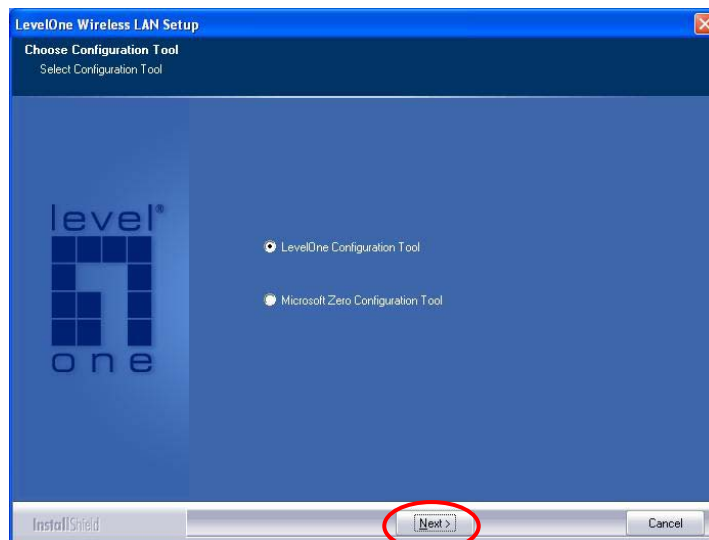 LevelOne Wireless LAN Setup
Choose Configuration Tool
Select Configuration Tool
level®
one
LevelOne Configuration Tool
Microsoft Zero Configuration Tool
InstallShield
Next >
Cancel